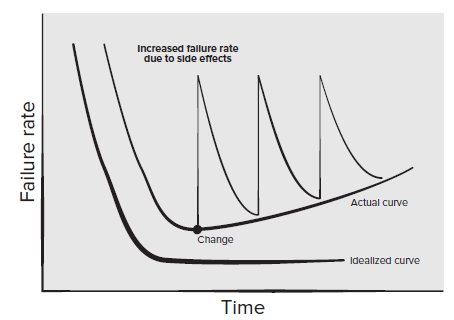 Increased failure rate
due to side effects
Failure rate
Actual curve
Change
Idealized curve
Time